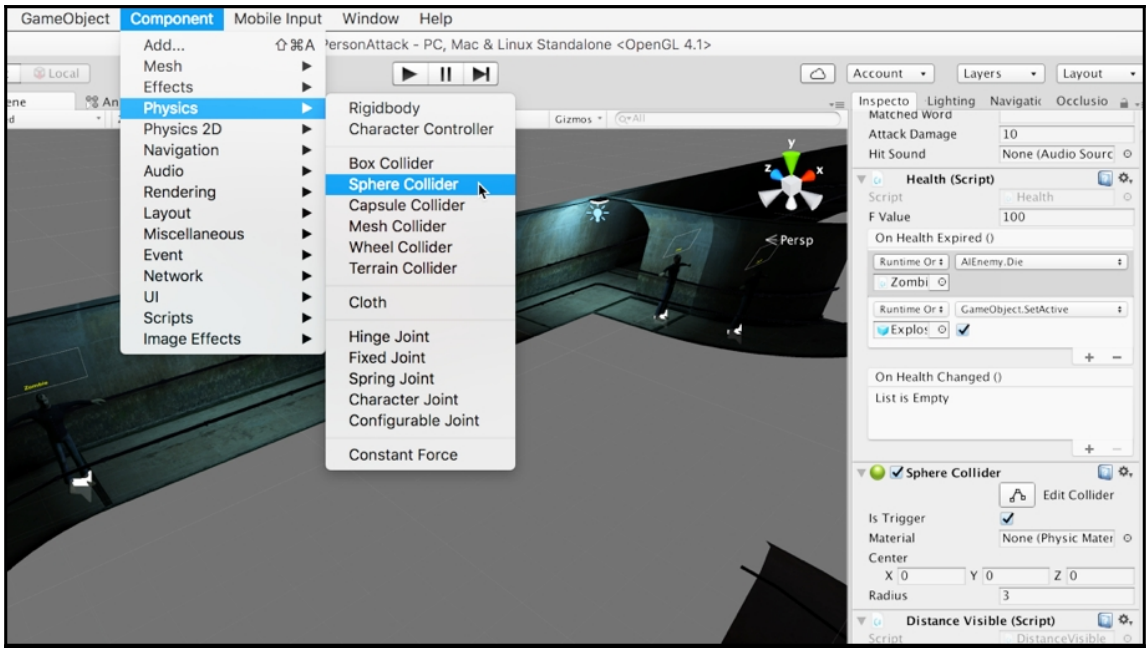 GameObject Component Mobile Input Window Help
Add... ⇧⌘A
PersonAttack - PC, Mac & Linux Standalone <OpenGL 4.1>
Mesh
Effects
Physics
Physics 2D
Navigation
Audio
Rendering
Layout
Miscellaneous
Event
Network
UI
Scripts
Image Effects
Rigidbody
Character Controller
Box Collider
Sphere Collider
Capsule Collider
Mesh Collider
Wheel Collider
Terrain Collider
Cloth
Hinge Joint
Fixed Joint
Spring Joint
Character Joint
Configurable Joint
Constant Force
Local
ene An
d
Gizmos All
y
z x
Persp
Zombie
Account Layers Layout
Inspecto Lighting Navigatic Occlusio
Matched Word
Attack Damage 10
Hit Sound None (Audio Sourc
Health (Script)
Script Health
F Value 100
On Health Expired ()
Runtime Or AIEnemy.Die
Zombi
Runtime Or GameObject.SetActive
Explos
+ −
On Health Changed ()
List is Empty
+ −
Sphere Collider
Edit Collider
Is Trigger
Material None (Physic Mater
Center
X 0 Y 0 Z 0
Radius 3
Distance Visible (Script)
Script DistanceVisible